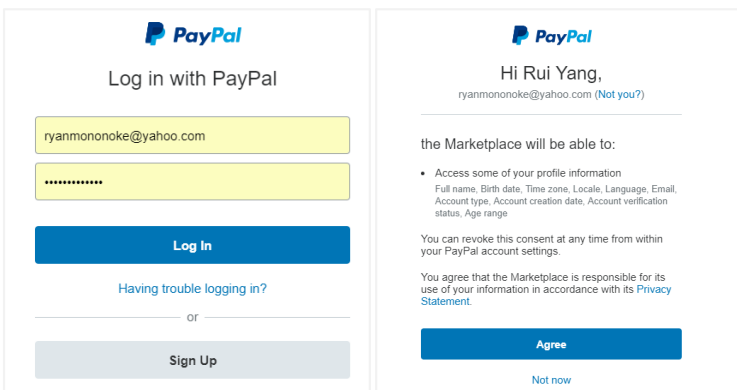 PayPal
Log in with PayPal
ryanmononoke@yahoo.com
•••••••••••••
Log In
Having trouble logging in?
or
Sign Up
PayPal
Hi Rui Yang,
ryanmononoke@yahoo.com (Not you?)
the Marketplace will be able to:
• Access some of your profile information
Full name, Birth date, Time zone, Locale, Language, Email,
Account type, Account creation date, Account verification
status, Age range
You can revoke this consent at any time from within
your PayPal account settings.
You agree that the Marketplace is responsible for its
use of your information in accordance with its Privacy
Statement.
Agree
Not now